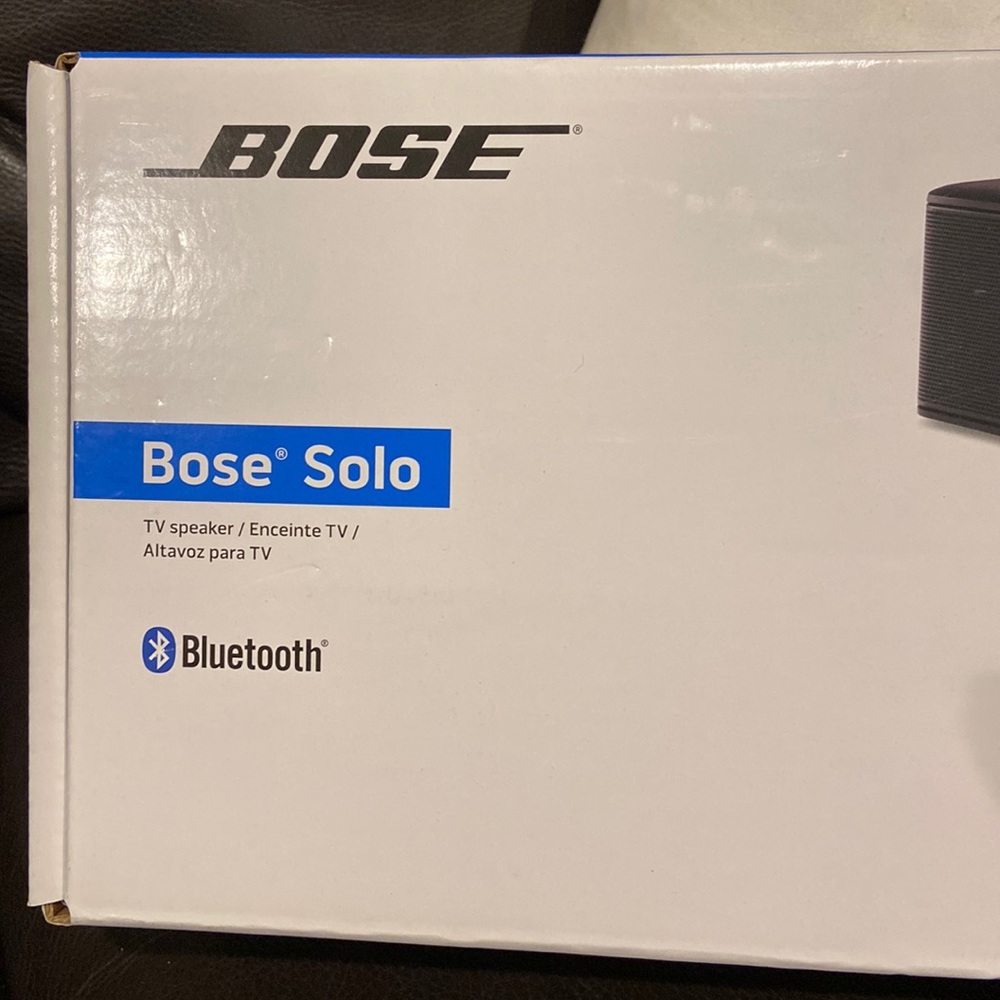 BOSE®
Bose® Solo
TV speaker / Enceinte TV /
Altavoz para TV
Bluetooth®